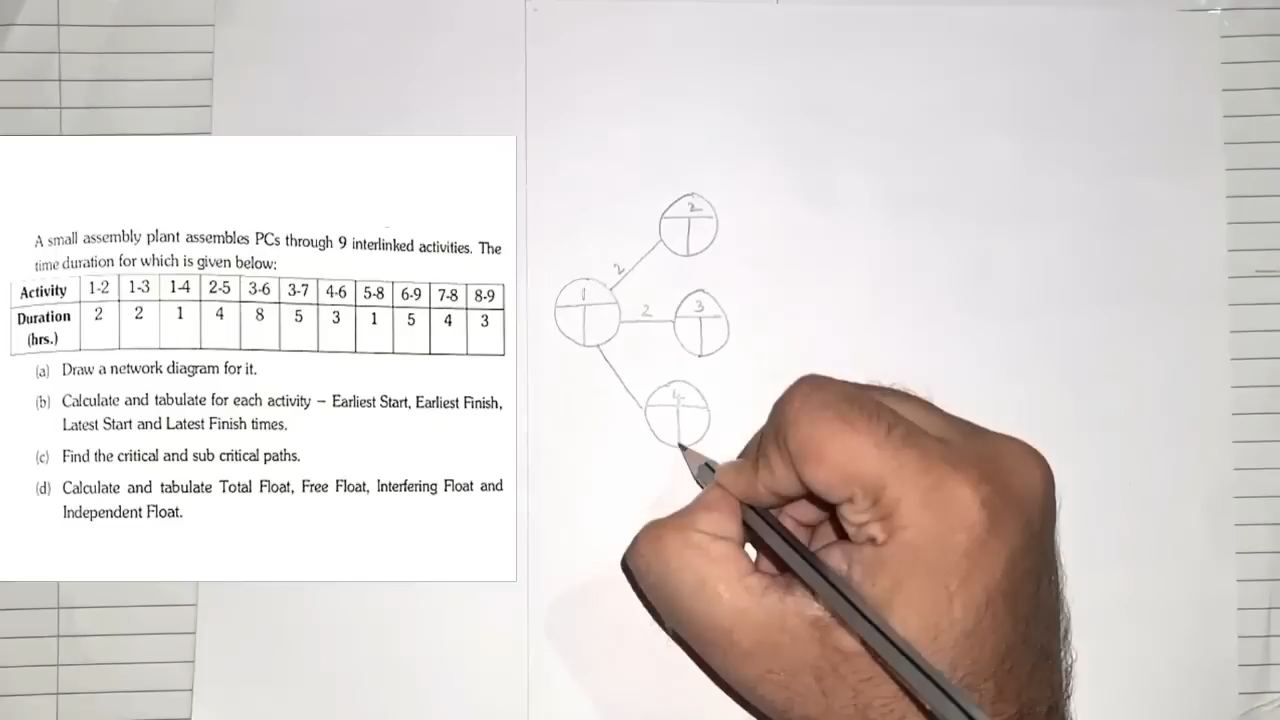 A small assembly plant assembles PCs through 9 interlinked activities. The
time duration for which is given below:
Activity 1-2 1-3 1-4 2-5 3-6 3-7 4-6 5-8 6-9 7-8 8-9
Duration (hrs.) 2 2 1 4 8 5 3 1 5 4 3
(a) Draw a network diagram for it.
(b) Calculate and tabulate for each activity – Earliest Start, Earliest Finish,
Latest Start and Latest Finish times.
(c) Find the critical and sub critical paths.
(d) Calculate and tabulate Total Float, Free Float, Interfering Float and
Independent Float.
2
2
1
2
3
4